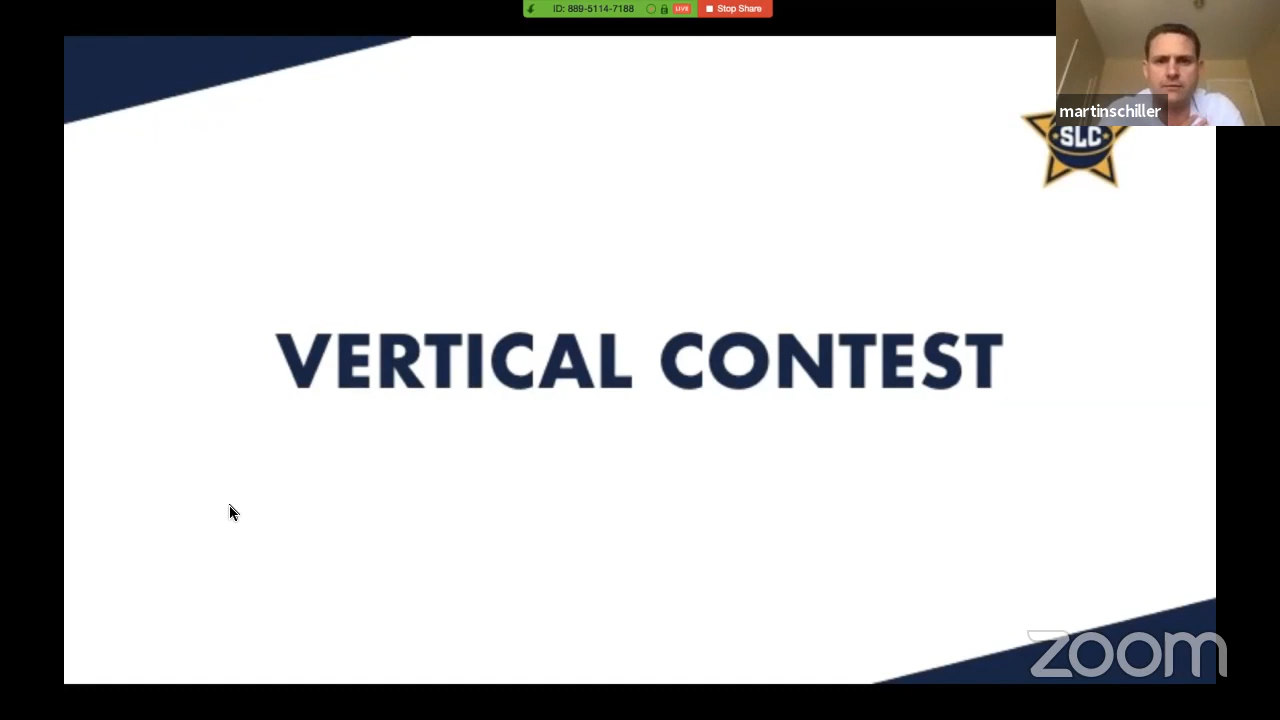 ID: 889-5114-7188 LIVE Stop Share
martinschiller
SLC
VERTICAL CONTEST
zoom